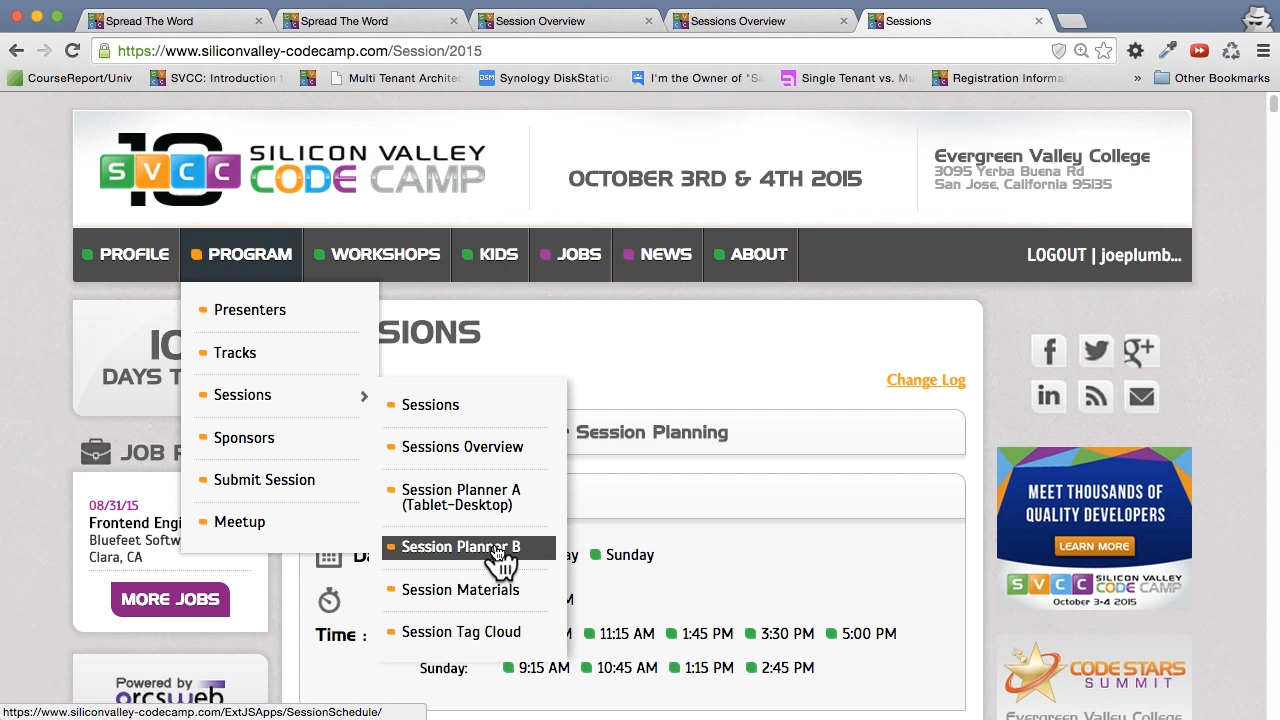 Spread The Word
Spread The Word
Session Overview
Sessions Overview
Sessions
https://www.siliconvalley-codecamp.com/Session/2015
CourseReport/Univ
SVCC: Introduction
Multi Tenant Architec
Synology DiskStatio
I'm the Owner of "Si
Single Tenant vs. Mu
Registration Informa
»
Other Bookmarks
10
SVCC
SILICON VALLEY
CODE CAMP
OCTOBER 3RD & 4TH 2015
Evergreen Valley College
3095 Yerba Buena Rd
San Jose, California 95135
PROFILE
PROGRAM
WORKSHOPS
KIDS
JOBS
NEWS
ABOUT
LOGOUT | joeplumb...
Presenters
Tracks
Sessions
Sponsors
Submit Session
Meetup
Sessions
Sessions Overview
Session Planner A
(Tablet-Desktop)
Session Planner B
Session Materials
Session Tag Cloud
DAYS T
JOB
08/31/15
Frontend Engi
Bluefeet Softw
Clara, CA
MORE JOBS
Powered by
orcsweb
SIONS
Change Log
Session Planning
Sunday
Time :
11:15 AM
1:45 PM
3:30 PM
5:00 PM
Sunday:
9:15 AM
10:45 AM
1:15 PM
2:45 PM
MEET THOUSANDS OF
QUALITY DEVELOPERS
LEARN MORE
SVCC
SILICON VALLEY
CODE CAMP
October 3-4 2015
CODE STARS
SUMMIT
Evergreen Valley College
https://www.siliconvalley-codecamp.com/ExtJSApps/SessionSchedule/